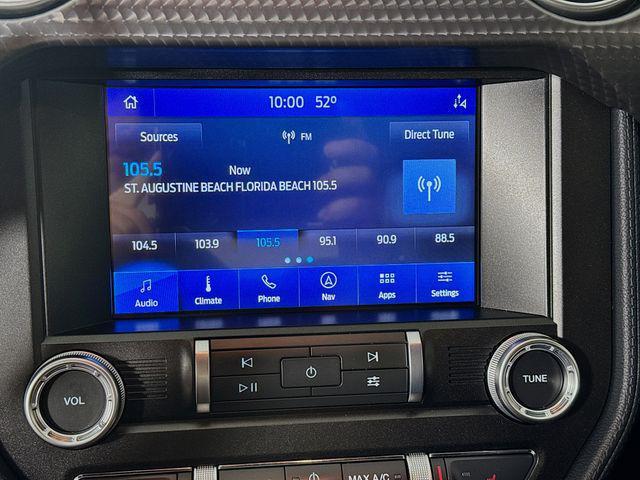 10:00 52º
Sources FM Direct Tune
105.5 Now
ST. AUGUSTINE BEACH FLORIDA BEACH 105.5
104.5 103.9 105.5 95.1 90.9 88.5
Audio Climate Phone Nav Apps Settings
VOL TUNE
MAX A/C